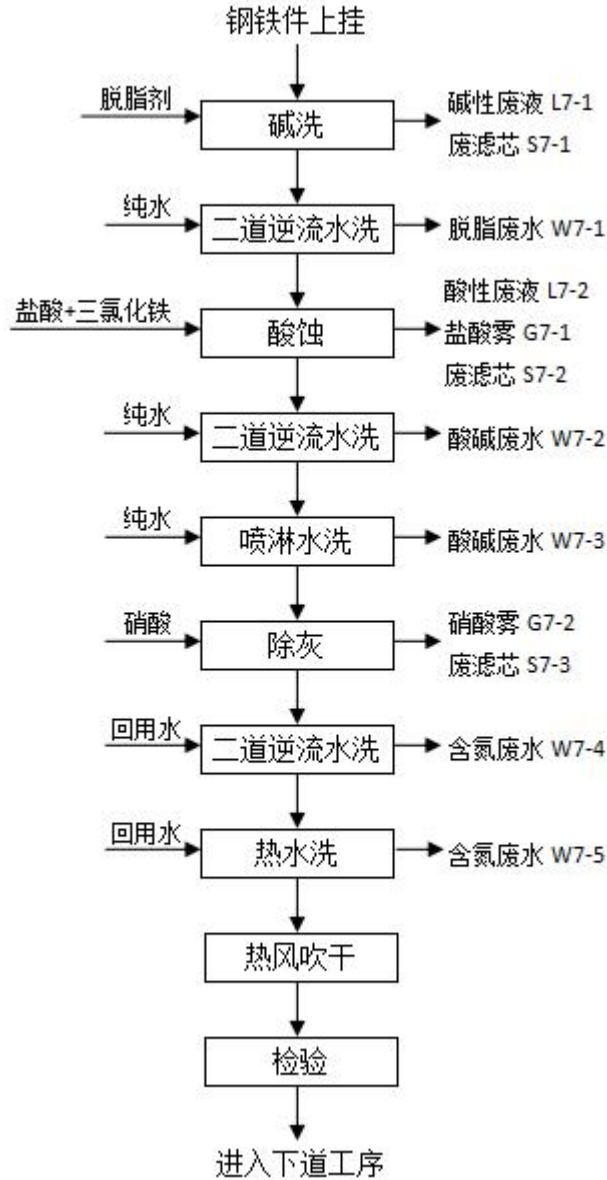 钢铁件上挂
脱脂剂
碱洗
碱性废液 L7-1
废滤芯 S7-1
纯水
二道逆流水洗
脱脂废水 W7-1
盐酸+三氯化铁
酸蚀
酸性废液 L7-2
盐酸雾 G7-1
废滤芯 S7-2
纯水
二道逆流水洗
酸碱废水 W7-2
纯水
喷淋水洗
酸碱废水 W7-3
硝酸
除灰
硝酸雾 G7-2
废滤芯 S7-3
回用水
二道逆流水洗
含氮废水 W7-4
回用水
热水洗
含氮废水 W7-5
热风吹干
检验
进入下道工序